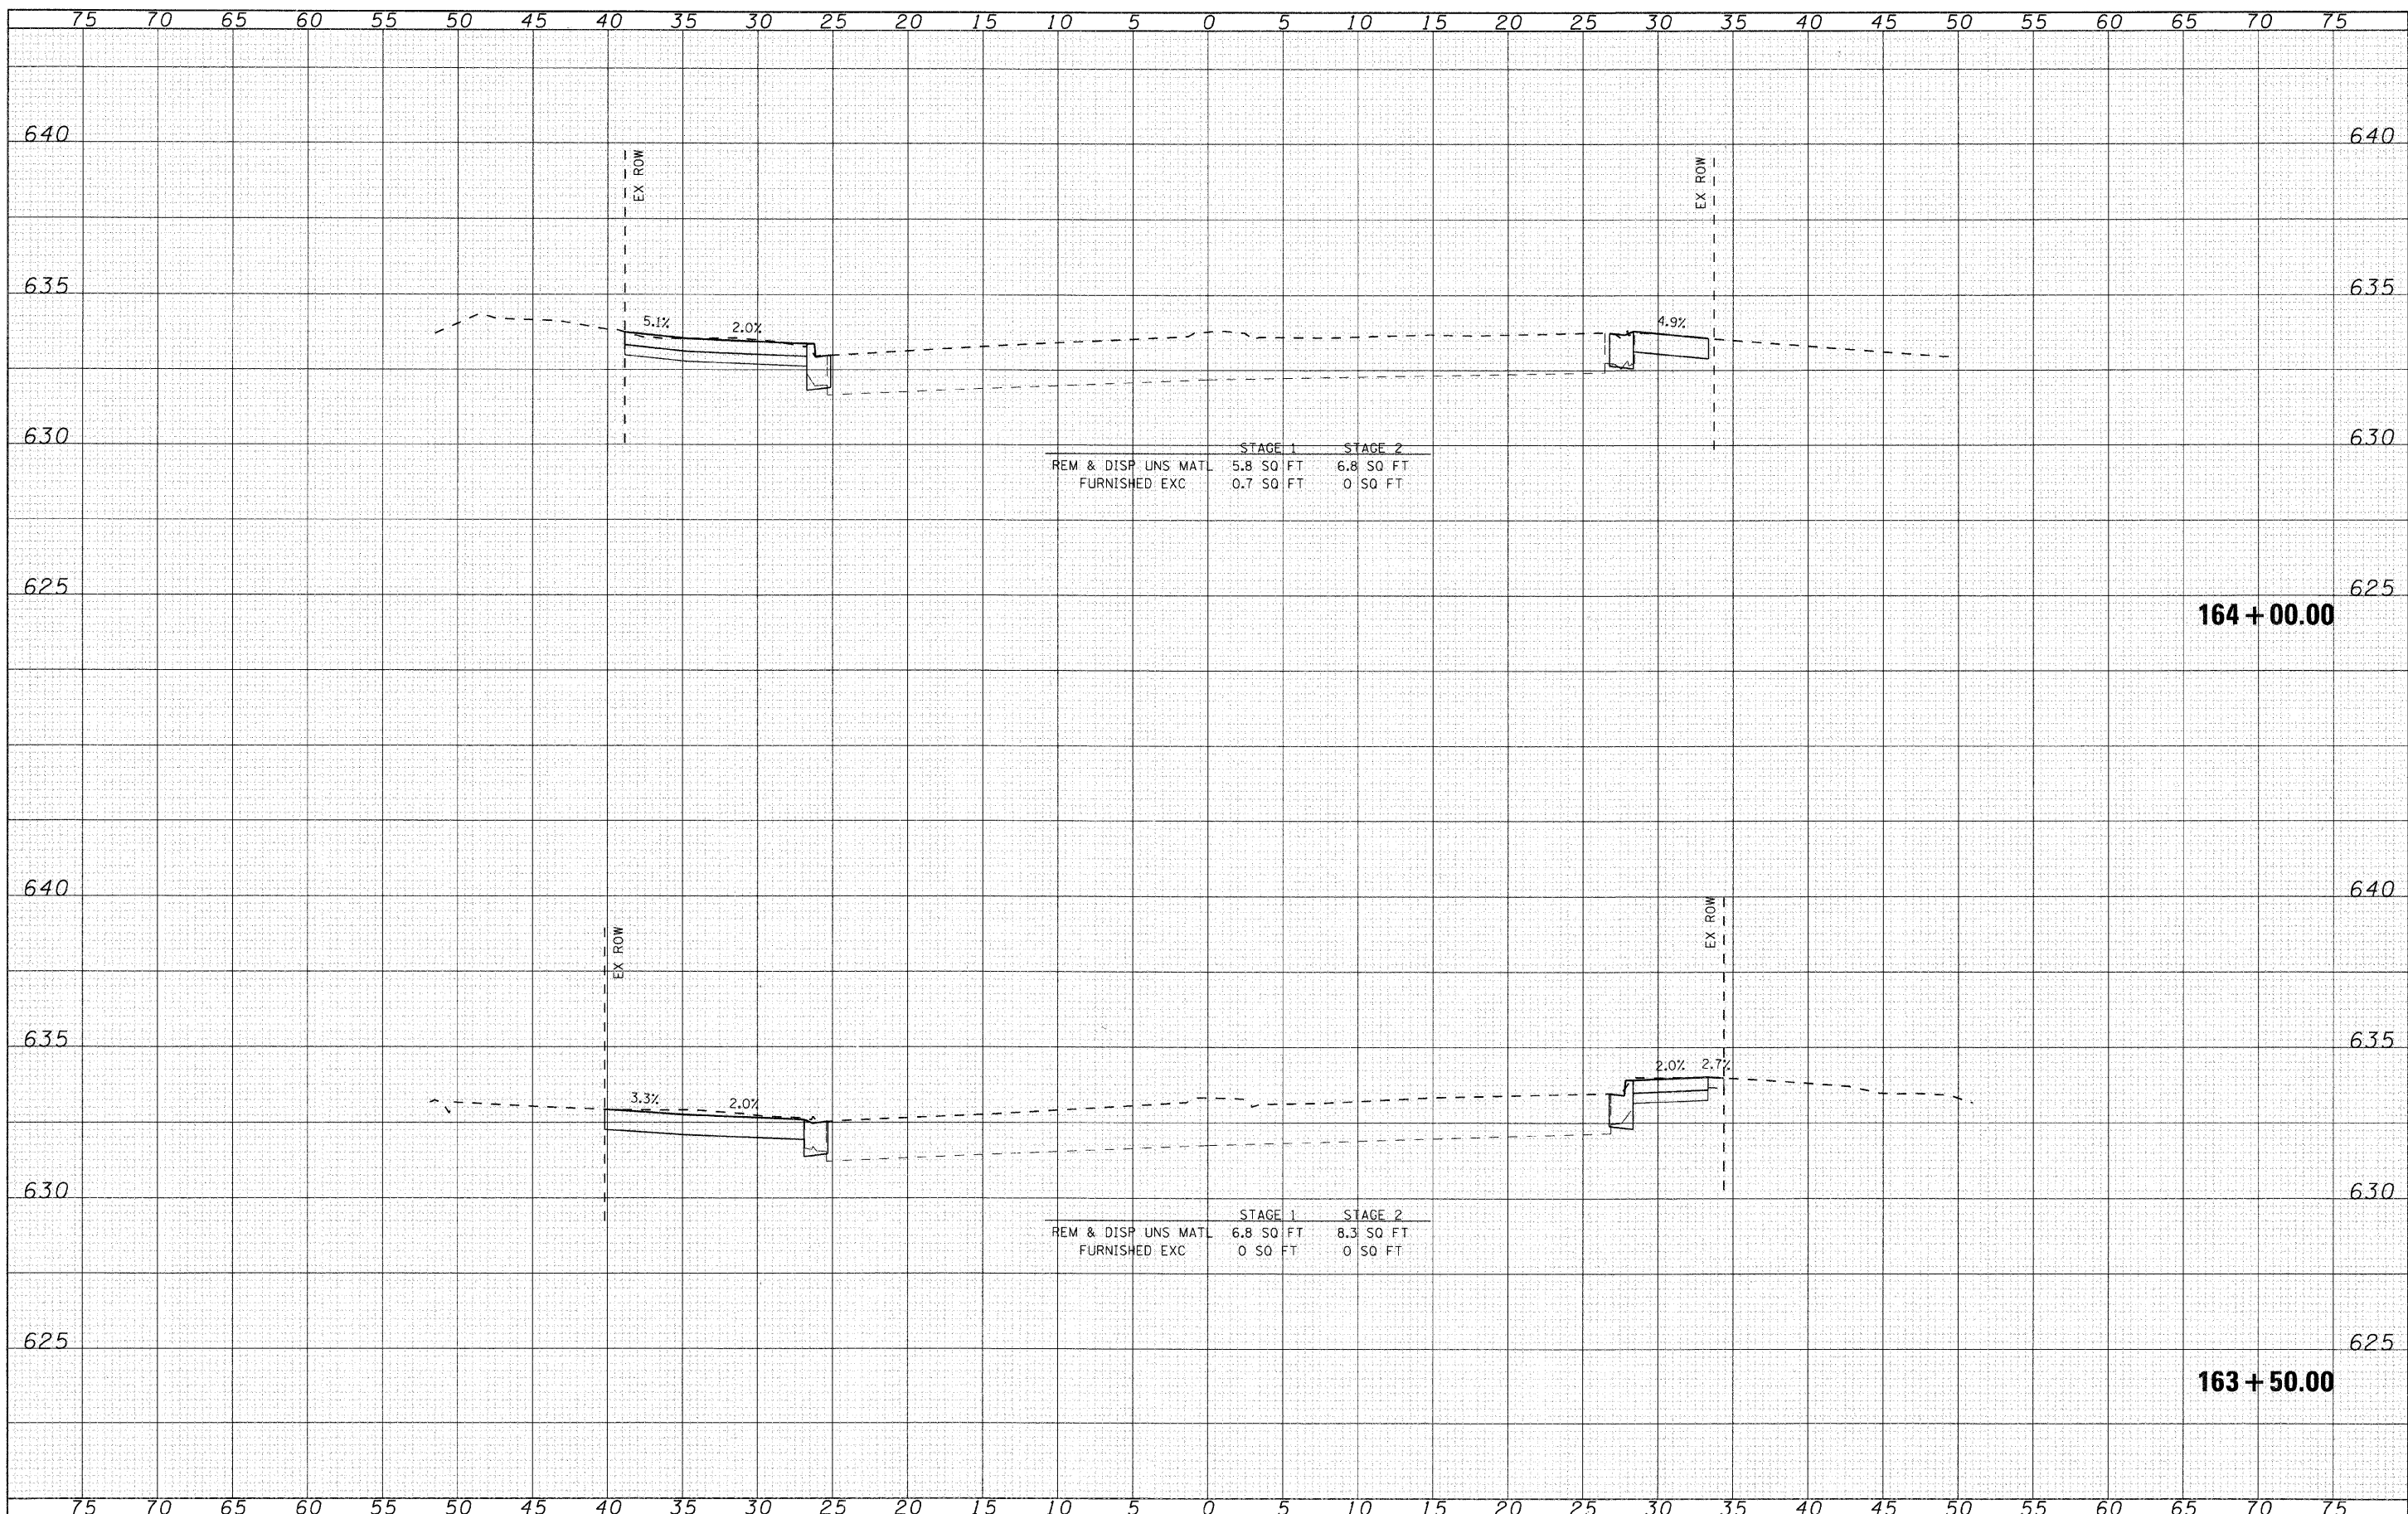 75 70 65 60 55 50 45 40 35 30 25 20 15 10 5 0 5 10 15 20 25 30 35 40 45 50 55 60 65 70 75
640 640
EX ROW EX ROW
635 635
5.1% 2.0% 4.9%
630 630
STAGE 1 STAGE 2
REM & DISP UNS MATL 5.8 SQ FT 6.8 SQ FT
FURNISHED EXC 0.7 SQ FT 0 SQ FT
625 625
164+00.00
640 640
EX ROW EX ROW
635 635
3.3% 2.0% 2.0% 2.7%
630 630
STAGE 1 STAGE 2
REM & DISP UNS MATL 6.8 SQ FT 8.3 SQ FT
FURNISHED EXC 0 SQ FT 0 SQ FT
625 625
163+50.00
75 70 65 60 55 50 45 40 35 30 25 20 15 10 5 0 5 10 15 20 25 30 35 40 45 50 55 60 65 70 75